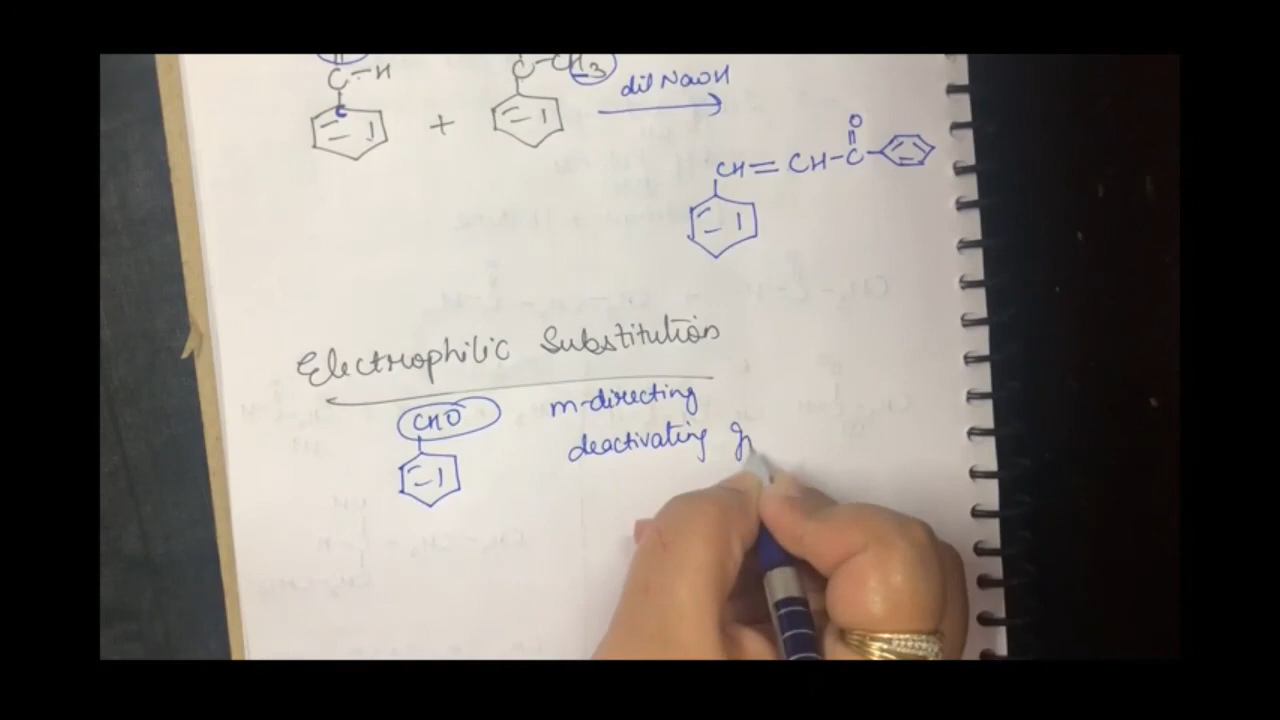 C-H
C-CH3
+
dil NaOH
O
CH=CH-C
Electrophilic Substitution
CHO
m-directing
deactivating